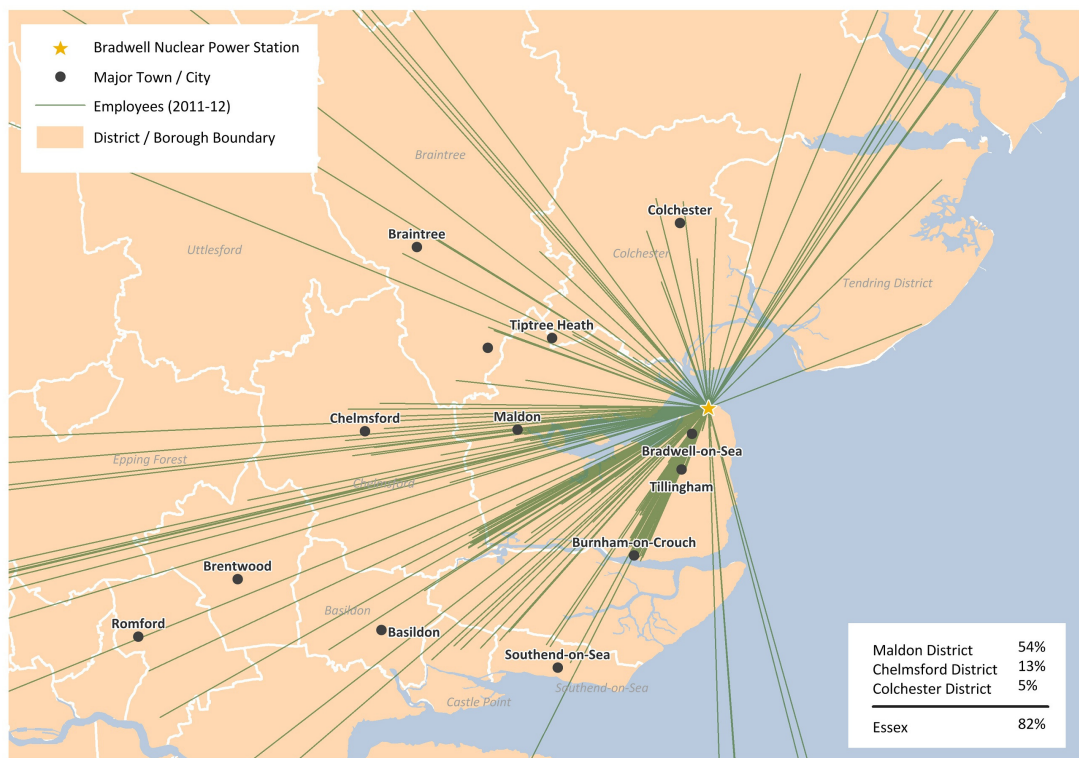 Bradwell Nuclear Power Station
Major Town / City
Employees (2011-12)
District / Borough Boundary
Braintree
Colchester
Braintree
Uttlesford
Colchester
Tendring District
Tiptree Heath
Chelmsford
Maldon
Bradwell-on-Sea
Epping Forest
Chelmsford
Tillingham
Burnham-on-Crouch
Brentwood
Basildon
Romford
Basildon
Southend-on-Sea
Southend-on-Sea
Castle Point
Maldon District 54%
Chelmsford District 13%
Colchester District 5%
Essex 82%